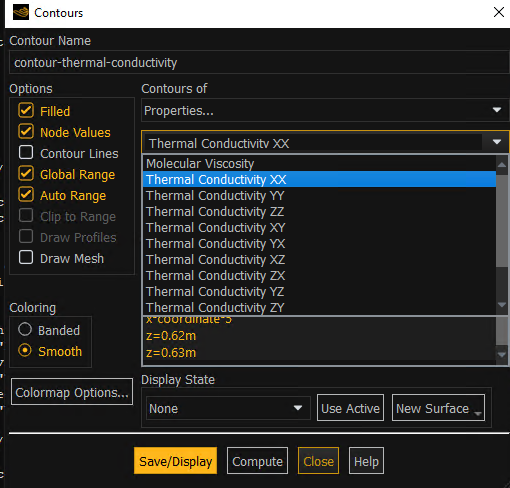 Contours
Contour Name
contour-thermal-conductivity
Options
Filled
Node Values
Contour Lines
Global Range
Auto Range
Clip to Range
Draw Profiles
Draw Mesh
Coloring
Banded
Smooth
Colormap Options...
Contours of
Properties...
Thermal Conductivity XX
Molecular Viscosity
Thermal Conductivity XX
Thermal Conductivity YY
Thermal Conductivity ZZ
Thermal Conductivity XY
Thermal Conductivity YX
Thermal Conductivity XZ
Thermal Conductivity ZX
Thermal Conductivity YZ
Thermal Conductivity ZY
x-coordinate-5
z=0.62m
z=0.63m
Display State
None
Use Active
New Surface
Save/Display
Compute
Close
Help